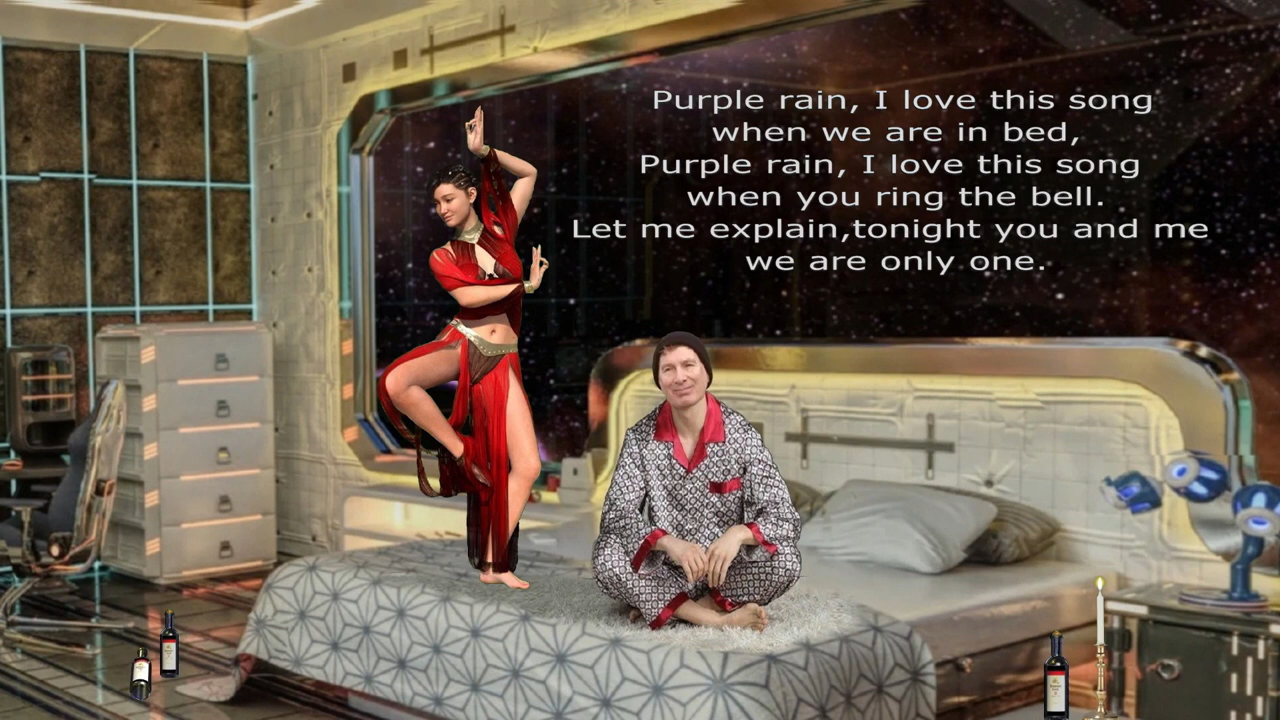 Purple rain, I love this song
when we are in bed,
Purple rain, I love this song
when you ring the bell.
Let me explain,tonight you and me
we are only one.